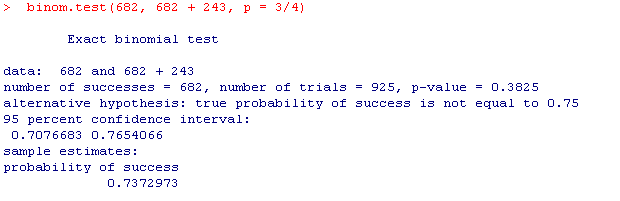 > binom.test(682, 682 + 243, p = 3/4)
Exact binomial test
data: 682 and 682 + 243
number of successes = 682, number of trials = 925, p-value = 0.3825
alternative hypothesis: true probability of success is not equal to 0.75
95 percent confidence interval:
0.7076683 0.7654066
sample estimates:
probability of success
0.7372973